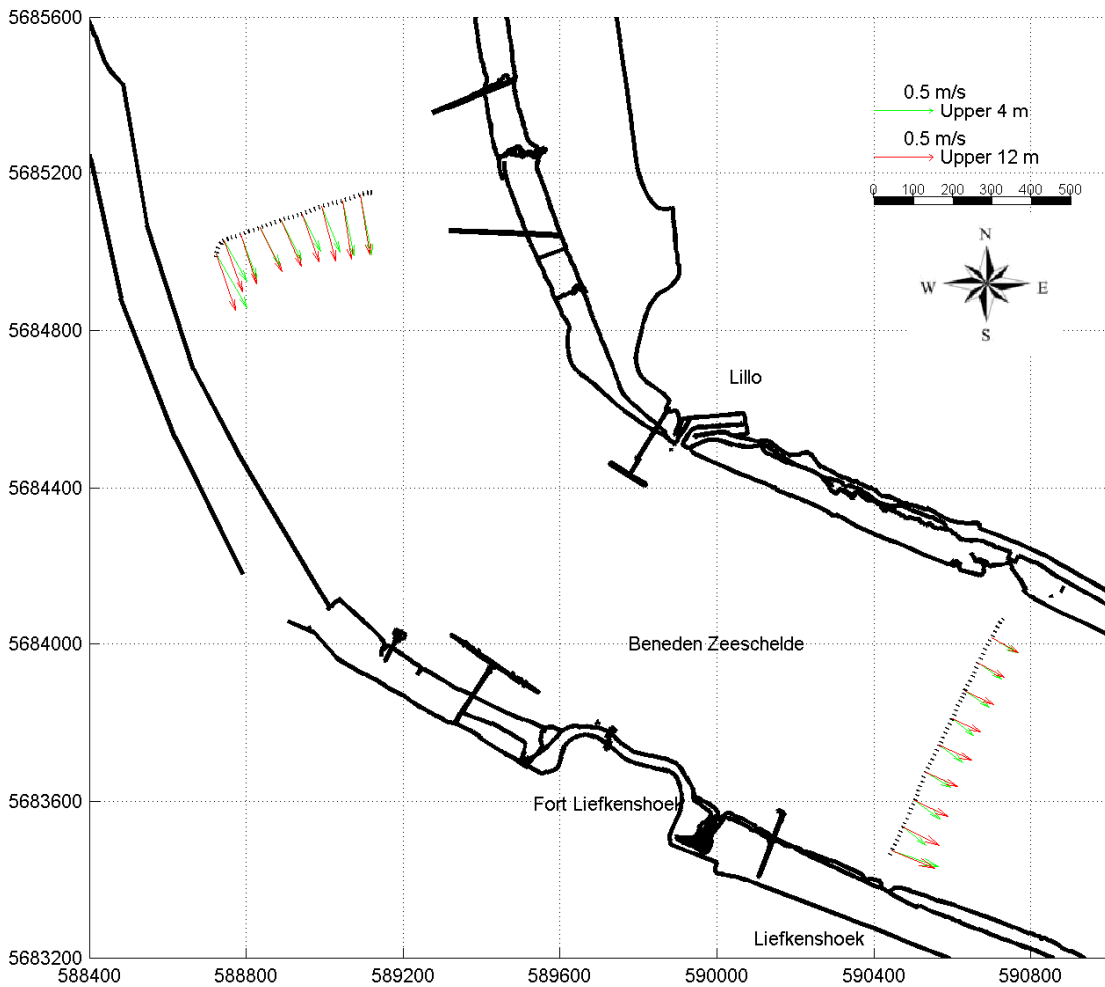 5685600
5685200
5684800
5684400
5684000
5683600
5683200
588400 588800 589200 589600 590000 590400 590800
0.5 m/s
Upper 4 m
0.5 m/s
Upper 12 m
0 100 200 300 400 500
N
W E
S
Lillo
Beneden Zeeschelde
Fort Liefkenshoek
Liefkenshoek